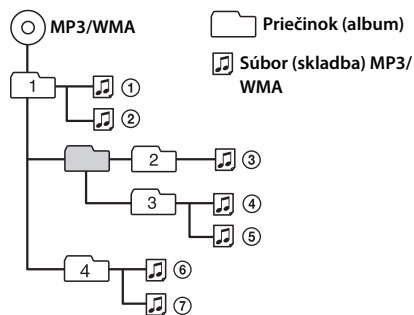 MP3/WMA
Priečinok (album)
Súbor (skladba) MP3/
WMA
1
①
②
2
③
3
④
⑤
4
⑥
⑦